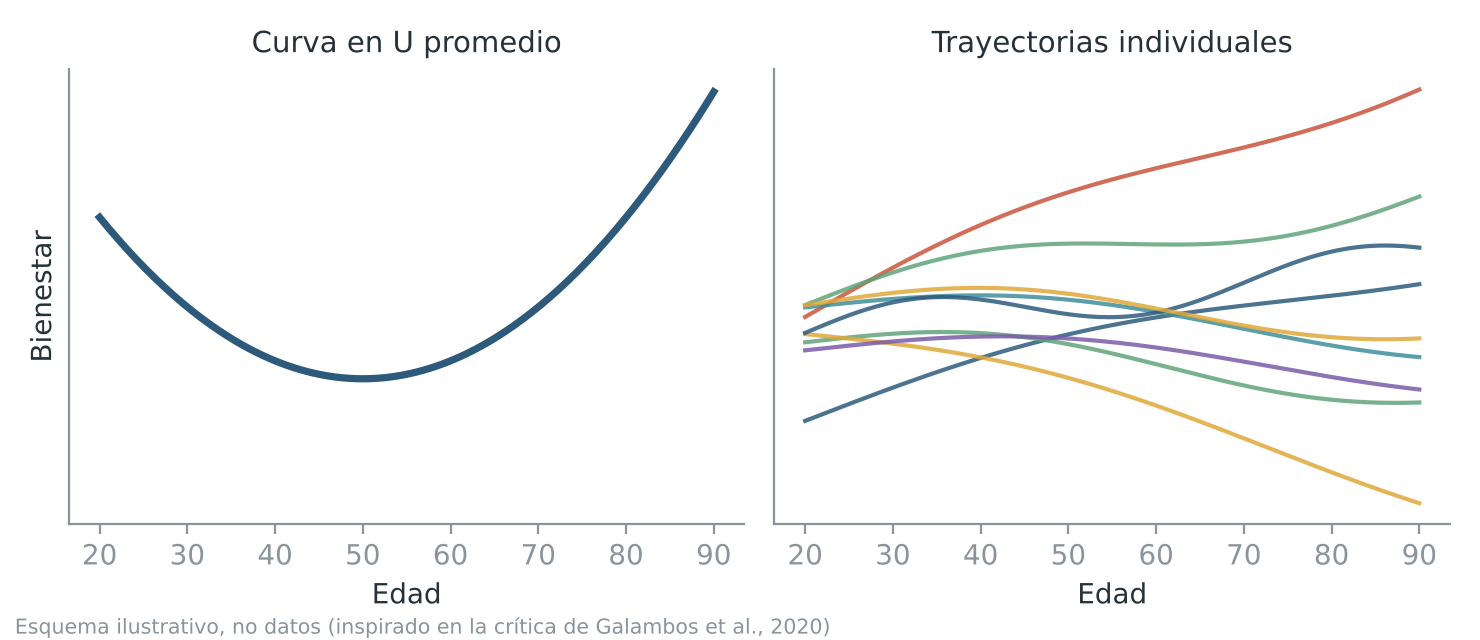 Curva en U promedio
Trayectorias individuales
Bienestar
20 30 40 50 60 70 80 90
20 30 40 50 60 70 80 90
Edad
Edad
Esquema ilustrativo, no datos (inspirado en la crítica de Galambos et al., 2020)